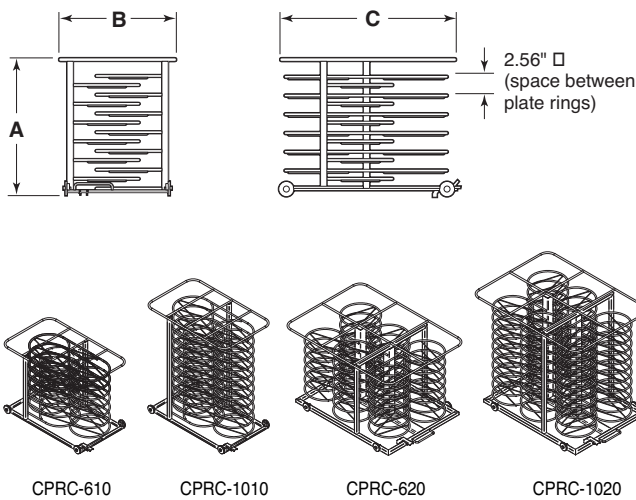 B
C
A
2.56" □
(space between
plate rings)
CPRC-610
CPRC-1010
CPRC-620
CPRC-1020